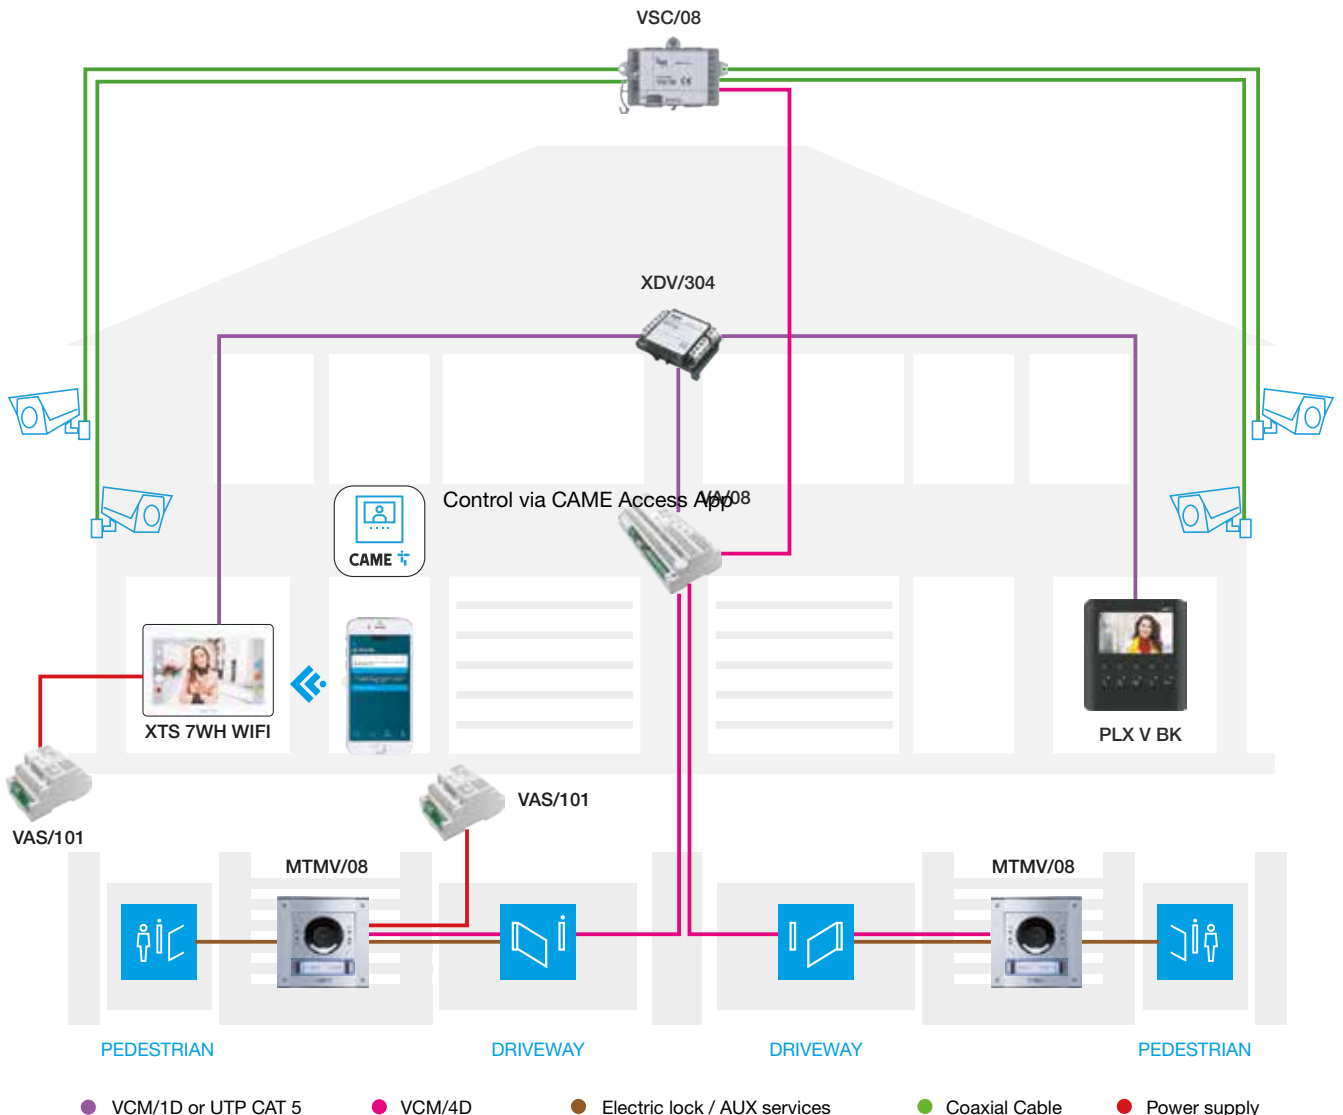 VSC/08
XDV/304
Control via CAME Access App
VA/08
CAME
XTS 7WH WIFI
PLX V BK
VAS/101
VAS/101
MTMV/08
MTMV/08
PEDESTRIAN
DRIVEWAY
DRIVEWAY
PEDESTRIAN
VCM/1D or UTP CAT 5
VCM/4D
Electric lock / AUX services
Coaxial Cable
Power supply